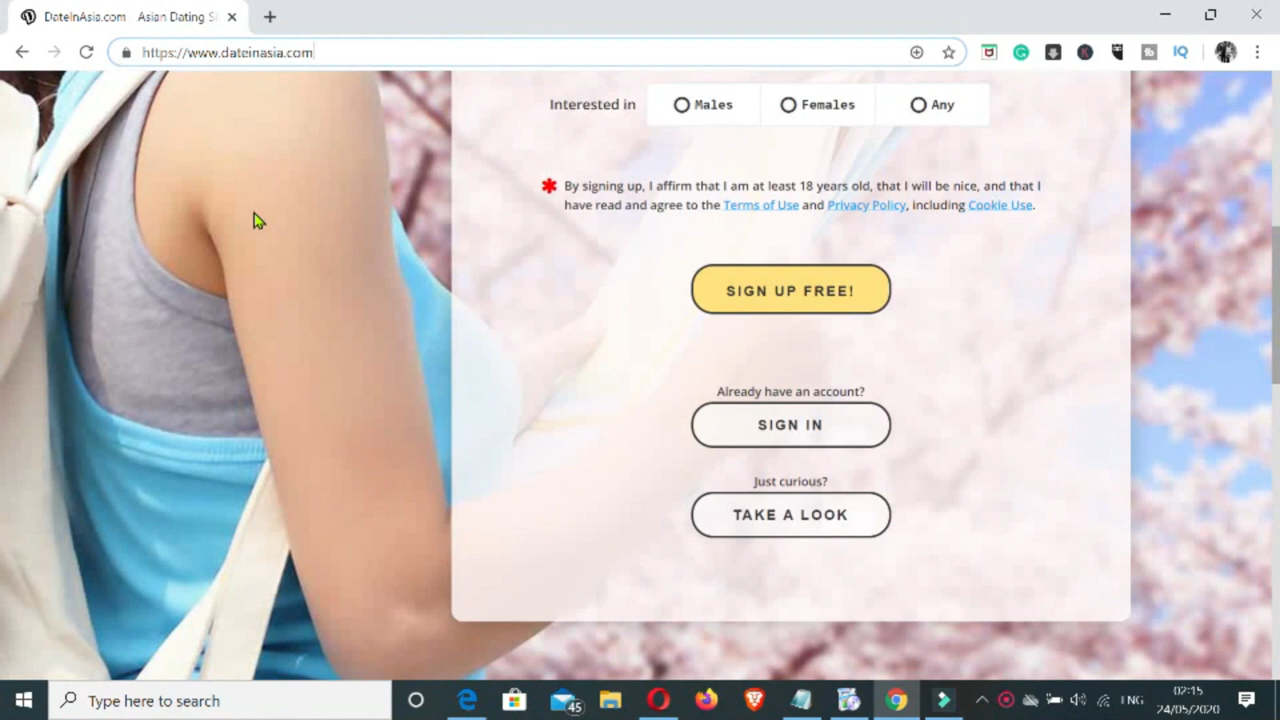 DateInAsia.com Asian Dating Si
https://www.dateinasia.com
Interested in Males Females Any
By signing up, I affirm that I am at least 18 years old, that I will be nice, and that I
have read and agree to the Terms of Use and Privacy Policy, including Cookie Use.
SIGN UP FREE!
Already have an account?
SIGN IN
Just curious?
TAKE A LOOK
Type here to search
45
ENG
02:15
24/05/2020